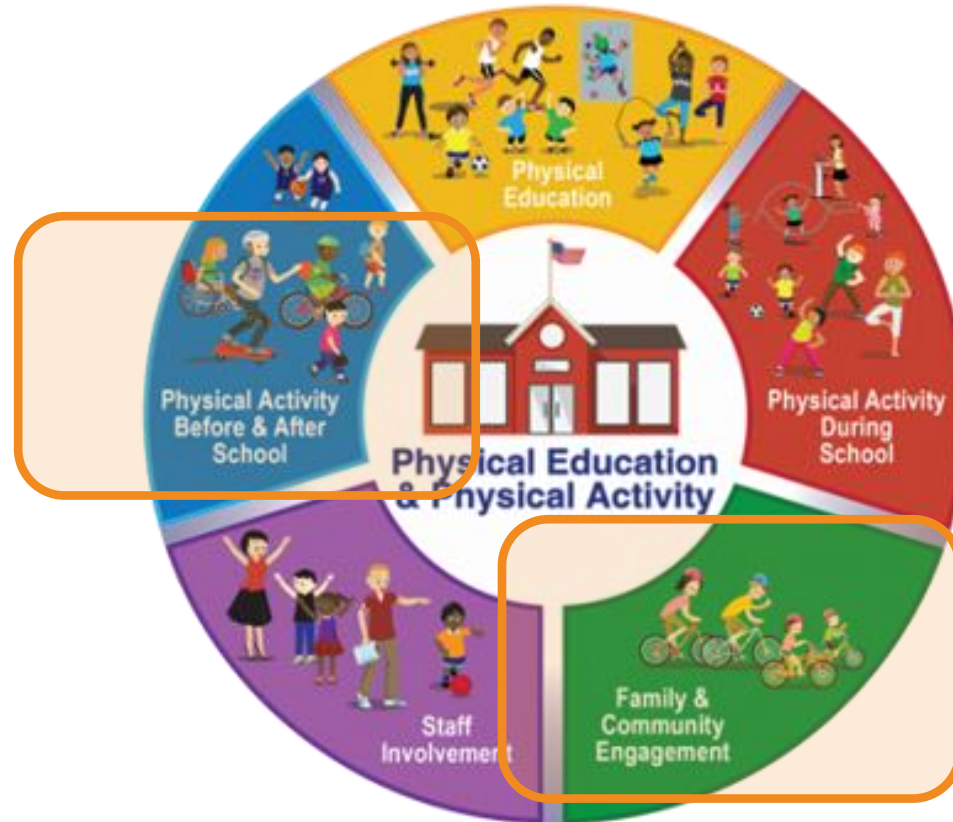 Physical
Education
Physical Activity
Before & After
School
Physical Activity
During
School
Physical Education
& Physical Activity
Staff
Involvement
Family &
Community
Engagement